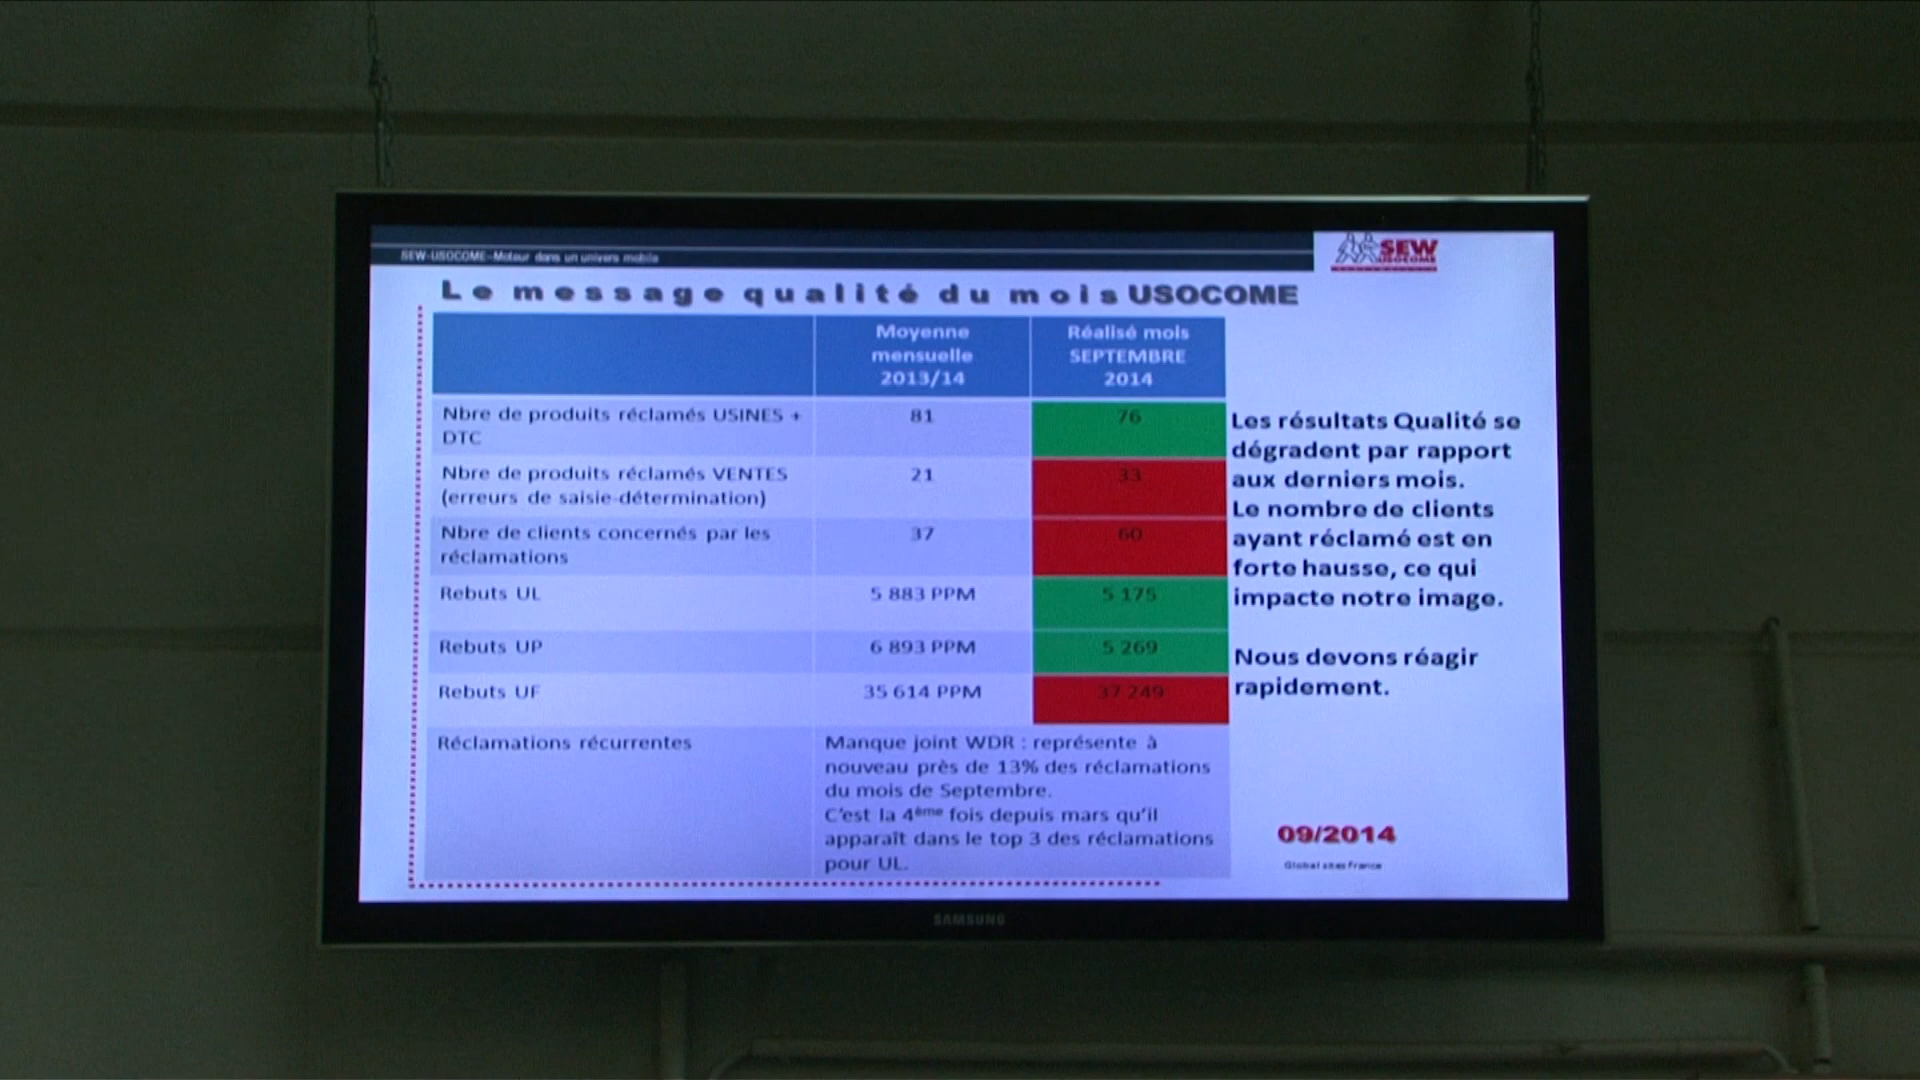 SEW-USOCOME-Moteur dans un univers mobile
SEW
USOCOME
Le message qualité du mois USOCOME
Moyenne
mensuelle
2013/14
Réalisé mois
SEPTEMBRE
2014
Nbre de produits réclamés USINES +
DTC
81
76
Nbre de produits réclamés VENTES
(erreurs de saisie-détermination)
21
33
Nbre de clients concernés par les
réclamations
37
60
Rebuts UL
5 883 PPM
5 175
Rebuts UP
6 893 PPM
5 269
Rebuts UF
35 614 PPM
37 249
Réclamations récurrentes
Manque joint WDR : représente à
nouveau près de 13% des réclamations
du mois de Septembre.
C'est la 4ème fois depuis mars qu'il
apparaît dans le top 3 des réclamations
pour UL.
Les résultats Qualité se
dégradent par rapport
aux derniers mois.
Le nombre de clients
ayant réclamé est en
forte hausse, ce qui
impacte notre image.
Nous devons réagir
rapidement.
09/2014
Global sites France
SAMSUNG